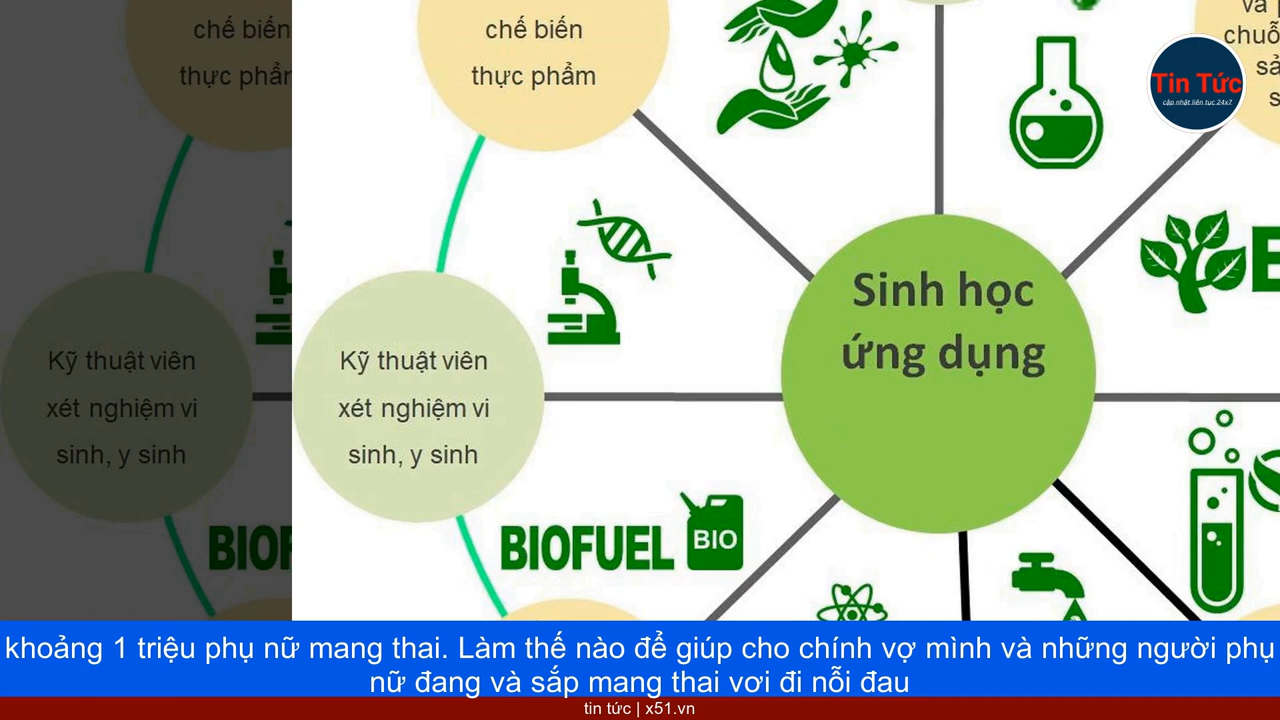 chế biến
thực phẩm
chế biến
thực phẩm
và
chuỗ
Tin Tức
cập nhật liên tục 24x7
Sinh học
ứng dụng
Kỹ thuật viên
xét nghiệm vi
sinh, y sinh
Kỹ thuật viên
xét nghiệm vi
sinh, y sinh
BIOFUEL
BIO
khoảng 1 triệu phụ nữ mang thai. Làm thế nào để giúp cho chính vợ mình và những người phụ
nữ đang và sắp mang thai vơi đi nỗi đau
tin tức | x51.vn